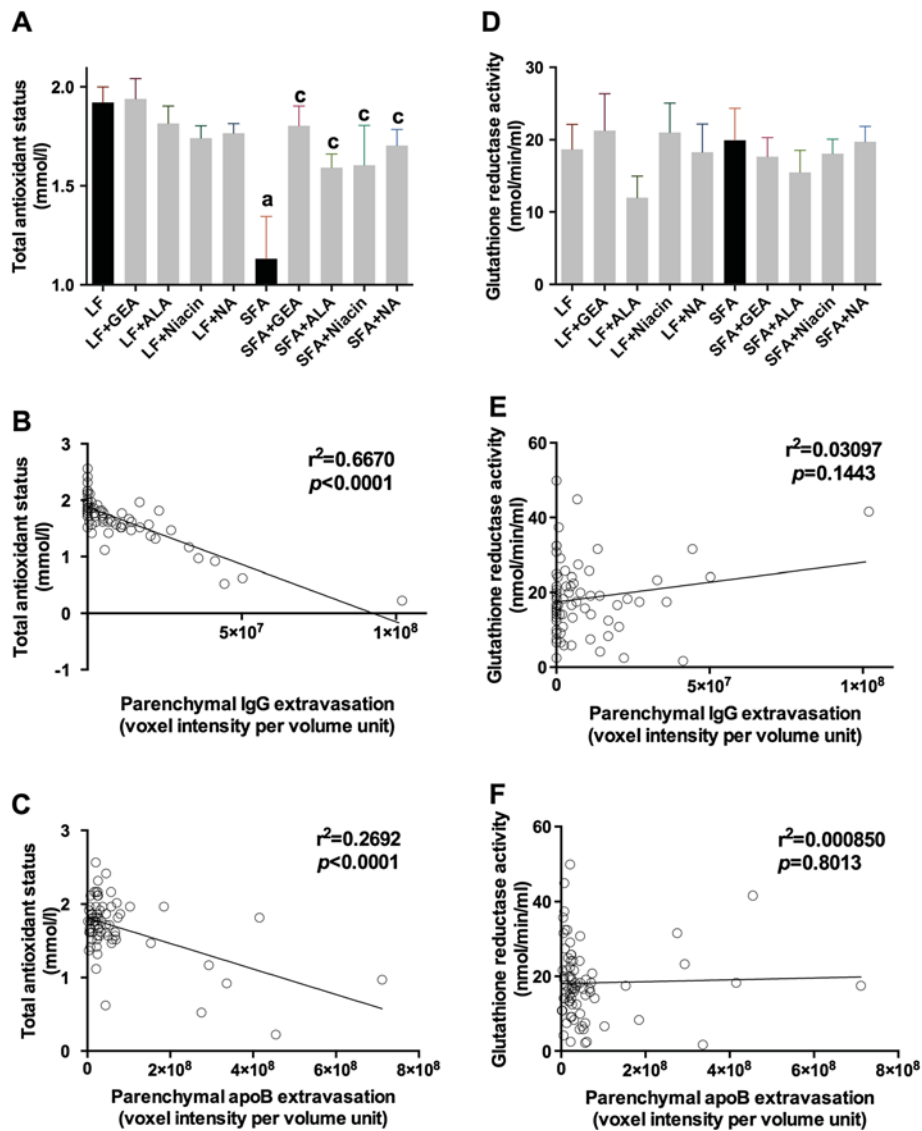 A
Total antioxidant status
(mmol/l)
2.0
1.5
1.0
a
c
c
c
c
LF
LF+GEA
LF+ALA
LF+Niacin
LF+NA
SFA
SFA+GEA
SFA+ALA
SFA+Niacin
SFA+NA
D
Glutathione reductase activity
(nmol/min/ml)
30
20
10
0
LF
LF+GEA
LF+ALA
LF+Niacin
LF+NA
SFA
SFA+GEA
SFA+ALA
SFA+Niacin
SFA+NA
B
Total antioxidant status
(mmol/l)
3
2
1
0
-1
r²=0.6670
p<0.0001
5×10⁷
1×10⁸
Parenchymal IgG extravasation
(voxel intensity per volume unit)
E
Glutathione reductase activity
(nmol/min/ml)
60
40
20
0
r²=0.03097
p=0.1443
0
5×10⁷
1×10⁸
Parenchymal IgG extravasation
(voxel intensity per volume unit)
C
Total antioxidant status
(mmol/l)
3
2
1
0
r²=0.2692
p<0.0001
0
2×10⁸
4×10⁸
6×10⁸
8×10⁸
Parenchymal apoB extravasation
(voxel intensity per volume unit)
F
Glutathione reductase activity
(nmol/min/ml)
60
40
20
0
r²=0.000850
p=0.8013
0
2×10⁸
4×10⁸
6×10⁸
8×10⁸
Parenchymal apoB extravasation
(voxel intensity per volume unit)